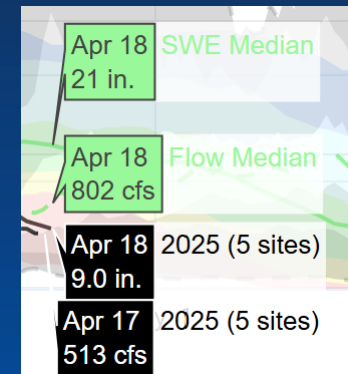 Apr 18 SWE Median
21 in.
Apr 18 Flow Median
802 cfs
Apr 18 2025 (5 sites)
9.0 in.
Apr 17 2025 (5 sites)
513 cfs